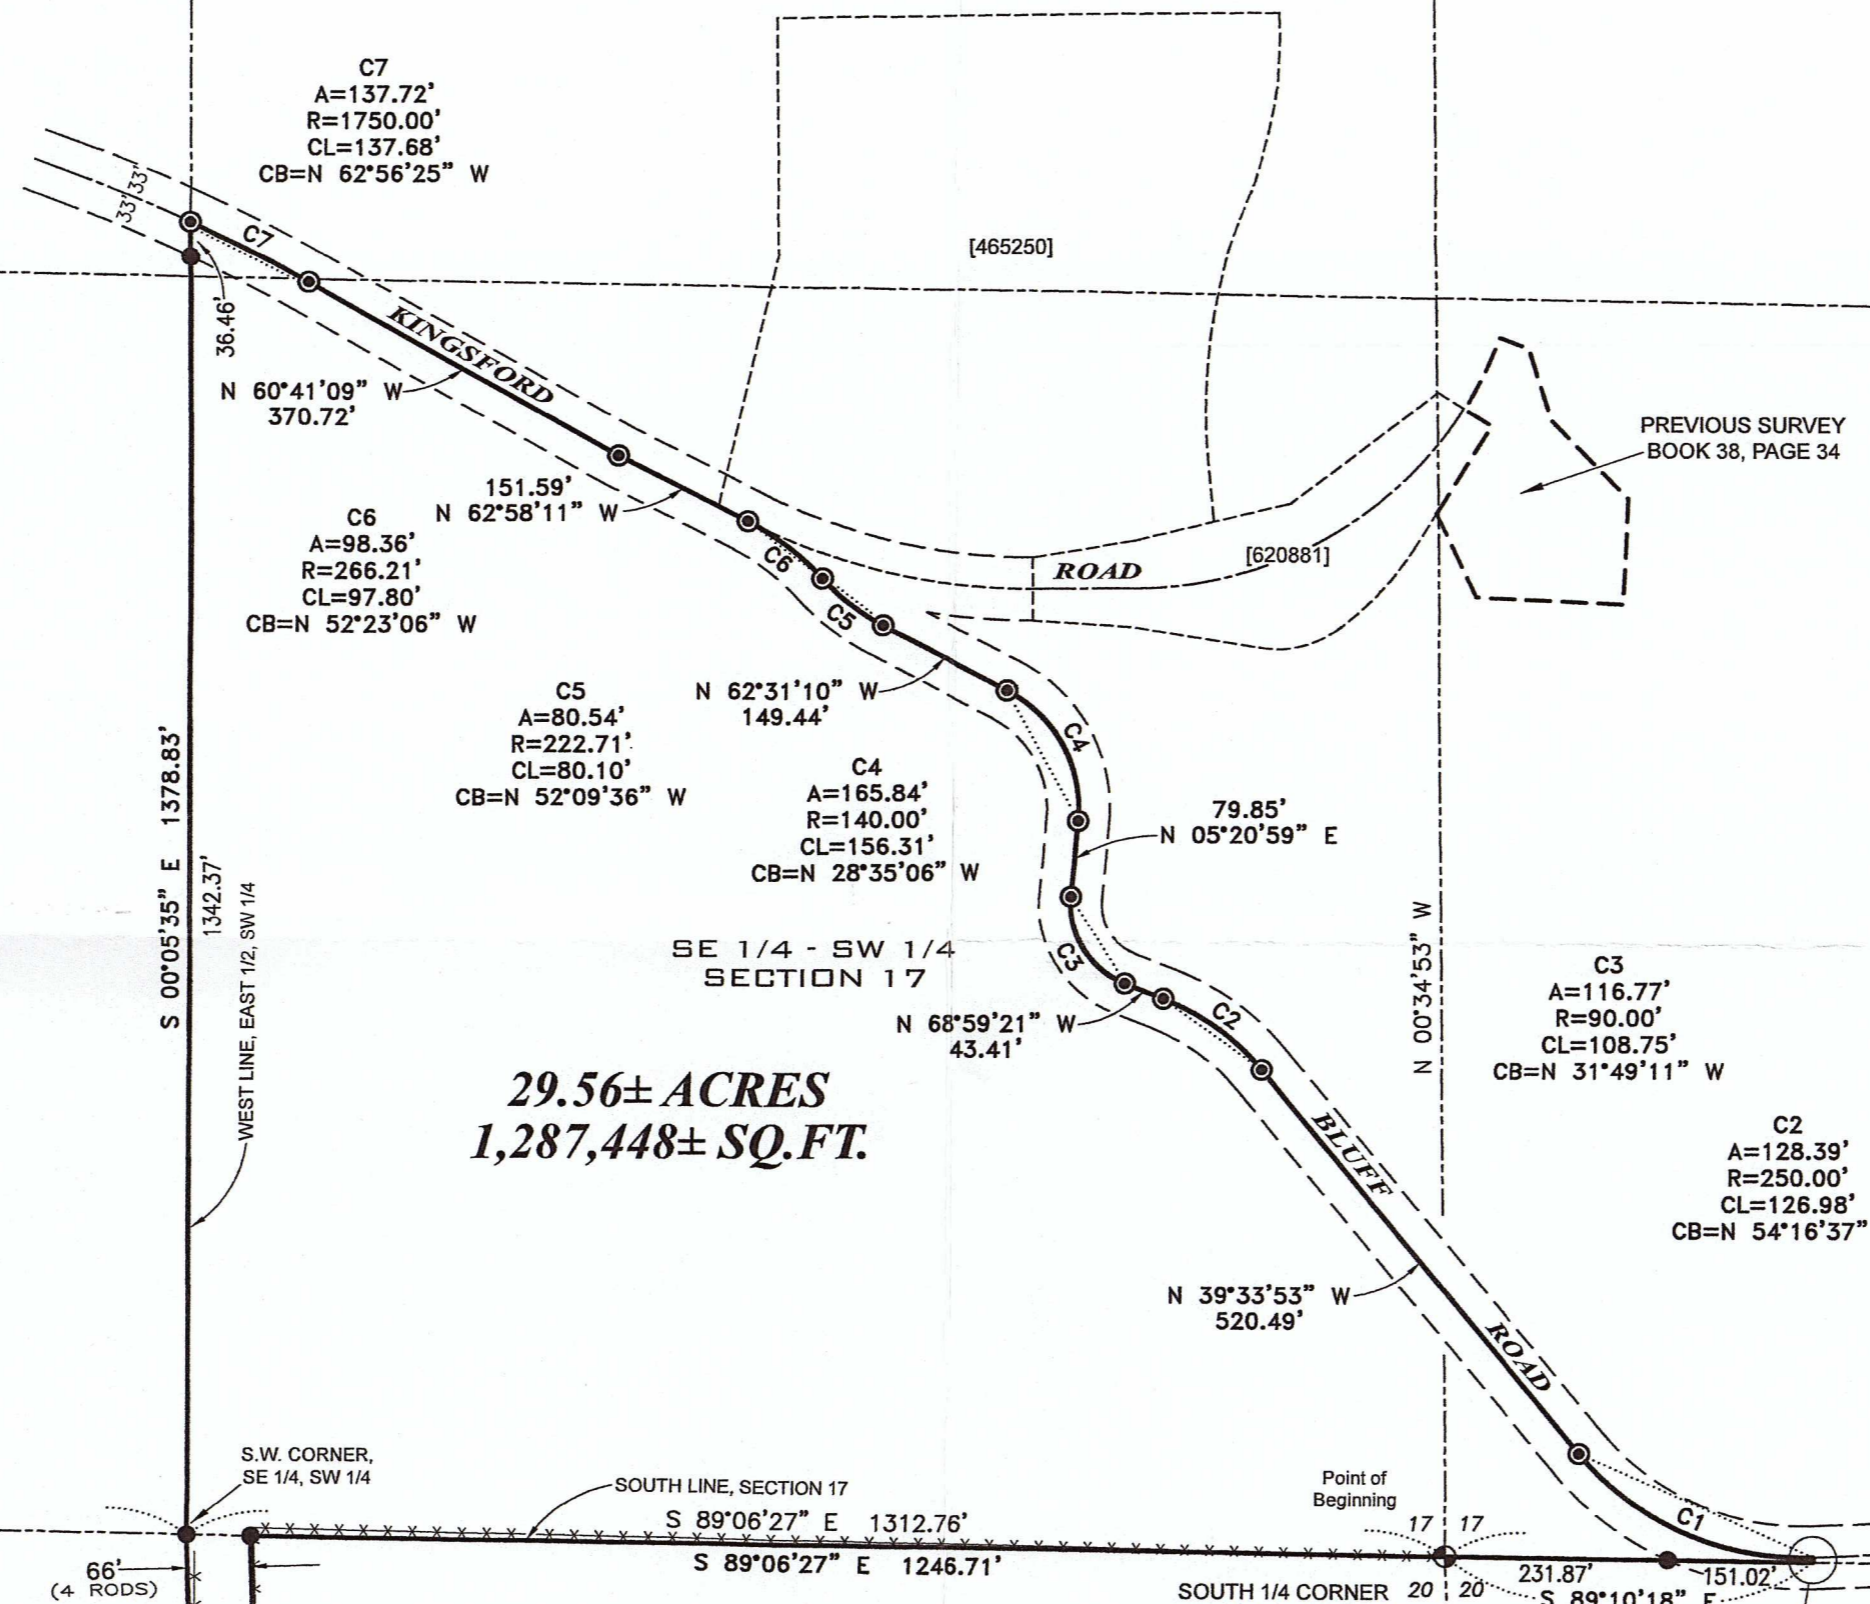 C7
A=137.72'
R=1750.00'
CL=137.68'
CB=N 62°56'25" W
33'
33'
C7
36.46'
[465250]
KINGSFORD
N 60°41'09" W
370.72'
PREVIOUS SURVEY
BOOK 38, PAGE 34
151.59'
N 62°58'11" W
C6
A=98.36'
R=266.21'
CL=97.80'
CB=N 52°23'06" W
C6
ROAD
[620881]
C5
C5
A=80.54'
R=222.71'
CL=80.10'
CB=N 52°09'36" W
N 62°31'10" W
149.44'
C4
C4
A=165.84'
R=140.00'
CL=156.31'
CB=N 28°35'06" W
79.85'
N 05°20'59" E
S 00°05'35" E 1378.83'
1342.37'
WEST LINE, EAST 1/2, SW 1/4
SE 1/4 - SW 1/4
SECTION 17
C3
N 68°59'21" W
43.41'
C2
N 00°34'53" W
C3
A=116.77'
R=90.00'
CL=108.75'
CB=N 31°49'11" W
29.56± ACRES
1,287,448± SQ.FT.
BLUFF
C2
A=128.39'
R=250.00'
CL=126.98'
CB=N 54°16'37"
N 39°33'53" W
520.49'
ROAD
S.W. CORNER,
SE 1/4, SW 1/4
SOUTH LINE, SECTION 17
S 89°06'27" E 1312.76'
S 89°06'27" E 1246.71'
Point of
Beginning
17 17
C1
66'
(4 RODS)
SOUTH 1/4 CORNER 20 20
231.87'
151.02'
S 89°10'18" E